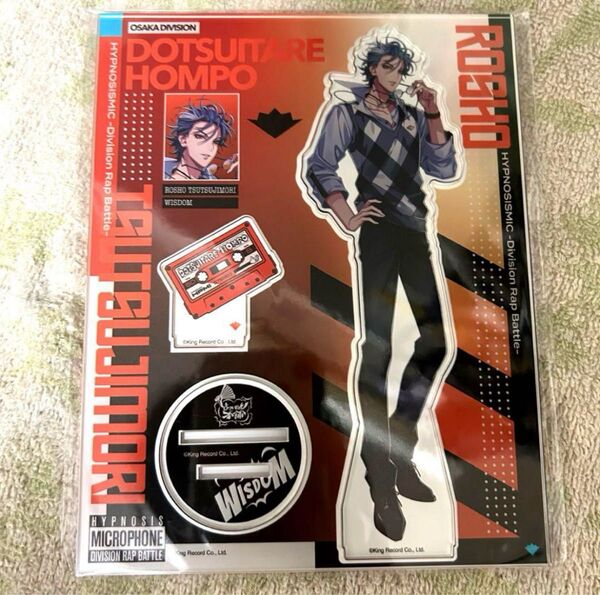 OSAKA DIVISION
DOTSUITARE
HOMPO
ROSHO
TSUTSUJIMORI
HYPNOSISMIC -Division Rap Battle-
HYPNOSISMIC -Division Rap Battle-
ROSHO TSUTSUJIMORI
WISDOM
DOTSUITARE HOMPO
©King Record Co., Ltd.
©King Record Co., Ltd.
WISDOM
HYPNOSIS
MICROPHONE
DIVISION RAP BATTLE
King Record Co., Ltd.
©King Record Co., Ltd.